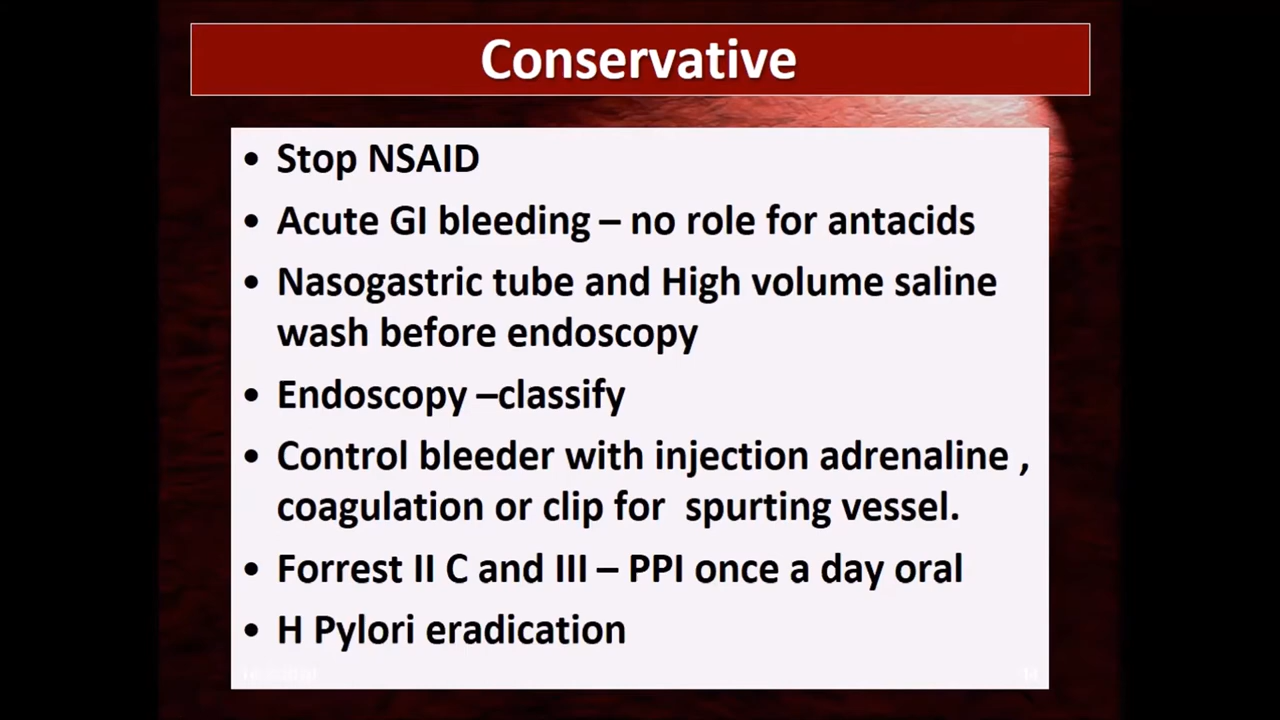 Conservative
• Stop NSAID
• Acute GI bleeding – no role for antacids
• Nasogastric tube and High volume saline
wash before endoscopy
• Endoscopy –classify
• Control bleeder with injection adrenaline ,
coagulation or clip for  spurting vessel.
• Forrest II C and III – PPI once a day oral
• H Pylori eradication
14